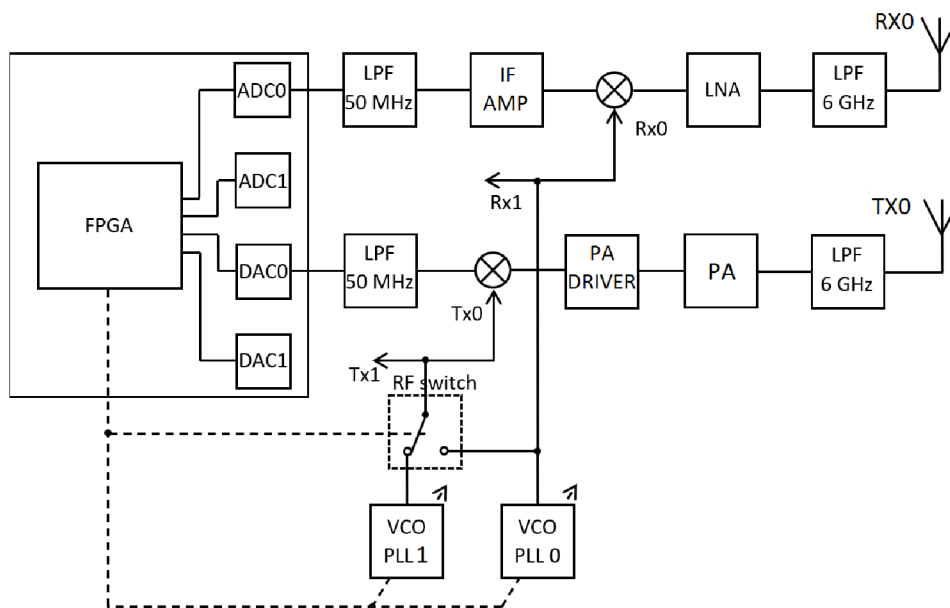 RX0
ADC0
LPF
50 MHz
IF
AMP
LNA
LPF
6 GHz
Rx0
ADC1
Rx1
FPGA
TX0
DAC0
LPF
50 MHz
PA
DRIVER
PA
LPF
6 GHz
Tx0
DAC1
Tx1
RF switch
VCO
PLL 1
VCO
PLL 0